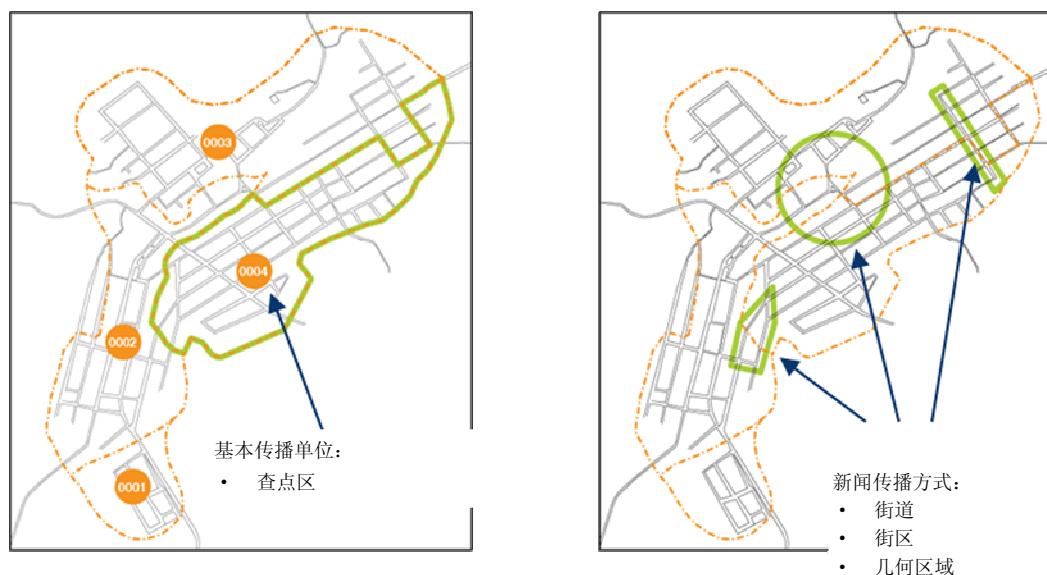 0003
0004
0002
0001
基本传播单位:
• 查点区
新闻传播方式:
• 街道
• 街区
• 几何区域